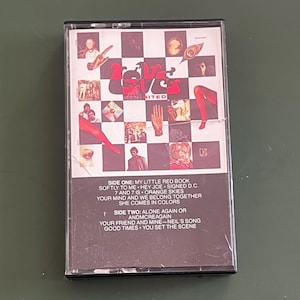 LOVE
REVISITED
SIDE ONE: MY LITTLE RED BOOK
SOFTLY TO ME • HEY JOE • SIGNED D.C.
7 AND 7 IS • ORANGE SKIES
YOUR MIND AND WE BELONG TOGETHER
SHE COMES IN COLORS
SIDE TWO: ALONE AGAIN OR
ANDMOREAGAIN
YOUR FRIEND AND MINE—NEIL'S SONG
GOOD TIMES • YOU SET THE SCENE